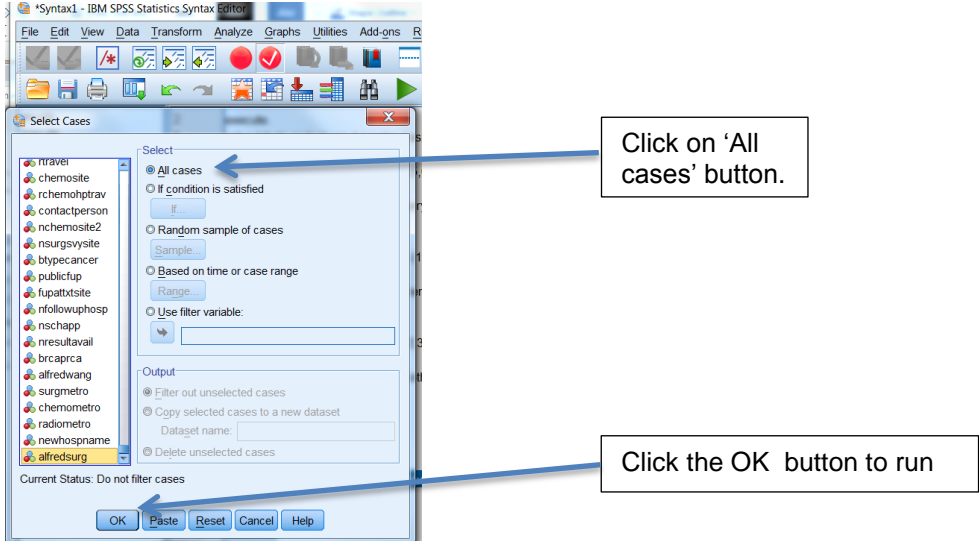 *Syntax1 - IBM SPSS Statistics Syntax Editor
File Edit View Data Transform Analyze Graphs Utilities Add-ons R
Select Cases
rtravel
chemosite
rchemohptrav
contactperson
nchemosite2
nsurgsvysite
btypecancer
publicfup
fupattxtsite
nfollowuphosp
nschapp
nresultavail
brcaprca
alfredwang
surgmetro
chemometro
radiometro
newhospname
alfredsurg
Select
All cases
If condition is satisfied
If...
Random sample of cases
Sample...
Based on time or case range
Range...
Use filter variable:
Output
Filter out unselected cases
Copy selected cases to a new dataset
Dataset name:
Delete unselected cases
Current Status: Do not filter cases
OK Paste Reset Cancel Help
Click on ‘All
cases’ button.
Click the OK button to run